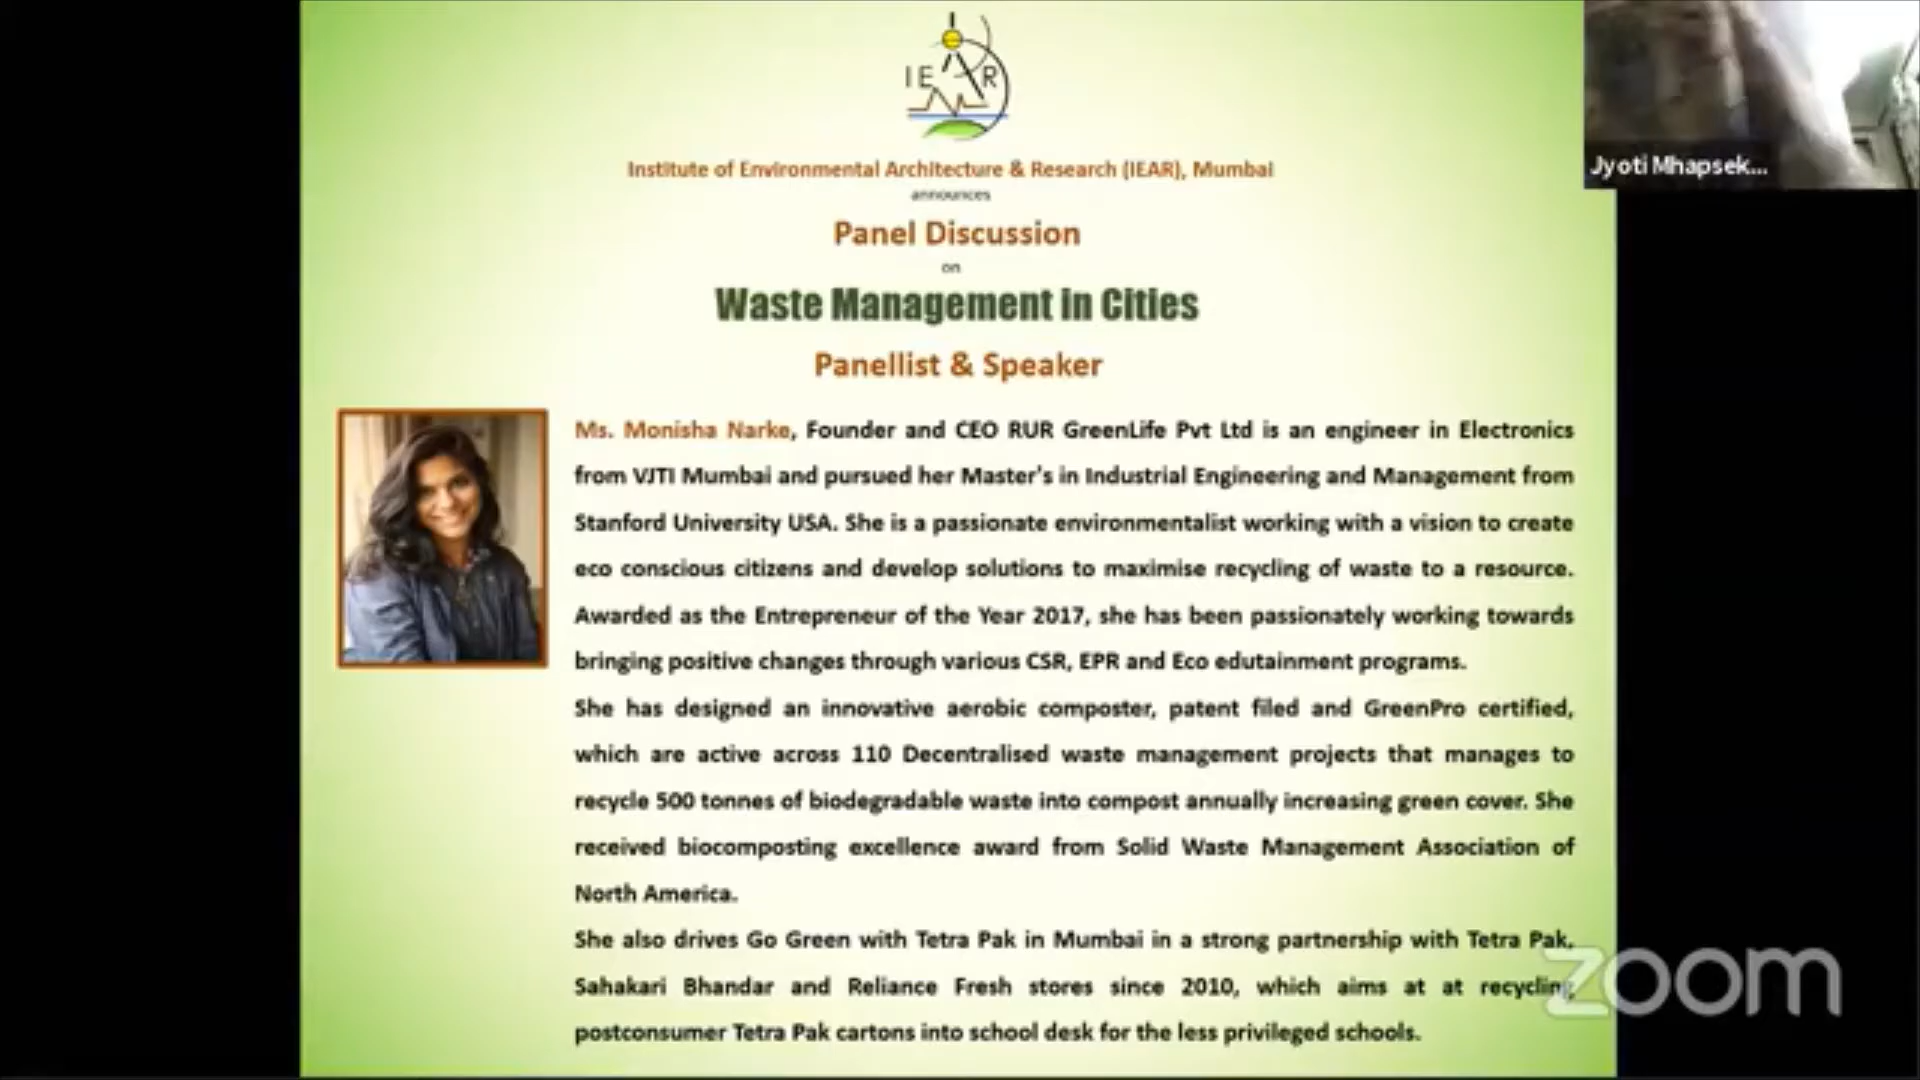 IEAR
Jyoti Mhapsek...
Institute of Environmental Architecture & Research (IEAR), Mumbai
announces
Panel Discussion
on
Waste Management in Cities
Panellist & Speaker
Ms. Monisha Narke, Founder and CEO RUR GreenLife Pvt Ltd is an engineer in Electronics
from VJTI Mumbai and pursued her Master's in Industrial Engineering and Management from
Stanford University USA. She is a passionate environmentalist working with a vision to create
eco conscious citizens and develop solutions to maximise recycling of waste to a resource.
Awarded as the Entrepreneur of the Year 2017, she has been passionately working towards
bringing positive changes through various CSR, EPR and Eco edutainment programs.
She has designed an innovative aerobic composter, patent filed and GreenPro certified,
which are active across 110 Decentralised waste management projects that manages to
recycle 500 tonnes of biodegradable waste into compost annually increasing green cover. She
received biocomposting excellence award from Solid Waste Management Association of
North America.
She also drives Go Green with Tetra Pak in Mumbai in a strong partnership with Tetra Pak,
Sahakari Bhandar and Reliance Fresh stores since 2010, which aims at at recycling
postconsumer Tetra Pak cartons into school desk for the less privileged schools.
zoom